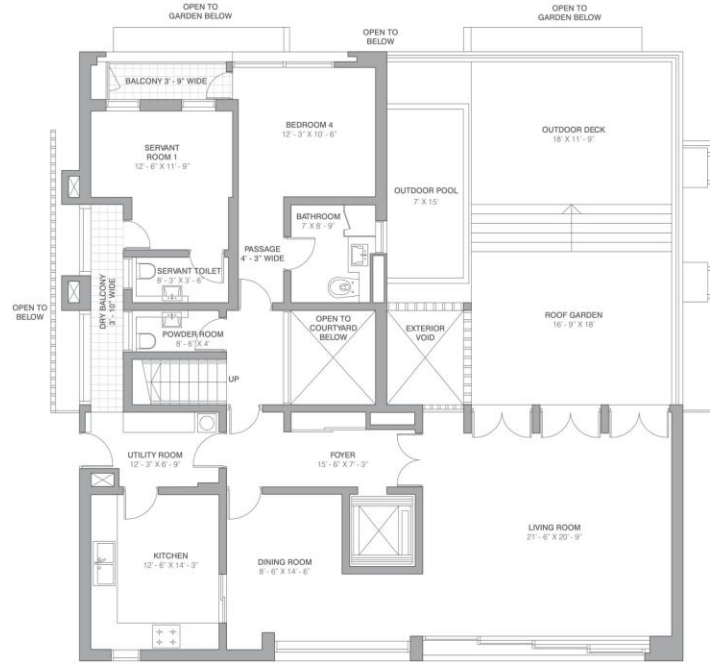 OPEN TO
GARDEN BELOW
OPEN TO
BELOW
OPEN TO
GARDEN BELOW
BALCONY 3' - 9" WIDE
BEDROOM 4
12' - 3" X 10' - 6"
SERVANT
ROOM 1
12' - 6" X 11' - 9"
OUTDOOR DECK
18' X 11' - 9"
OUTDOOR POOL
7' X 15'
BATHROOM
7' X 8' - 9"
PASSAGE
4' - 3" WIDE
SERVANT TOILET
8' - 3" X 3' - 6"
DRY BALCONY
3' - 10" WIDE
OPEN TO
BELOW
POWDER ROOM
8' - 6" X 4'
OPEN TO
COURTYARD
BELOW
EXTERIOR
VOID
ROOF GARDEN
16' - 9" X 18'
UP
UTILITY ROOM
12' - 3" X 6' - 9"
FOYER
15' - 6" X 7' - 3"
LIVING ROOM
21' - 6" X 20' - 9"
KITCHEN
12' - 6" X 14' - 3"
DINING ROOM
8' - 6" X 14' - 6"